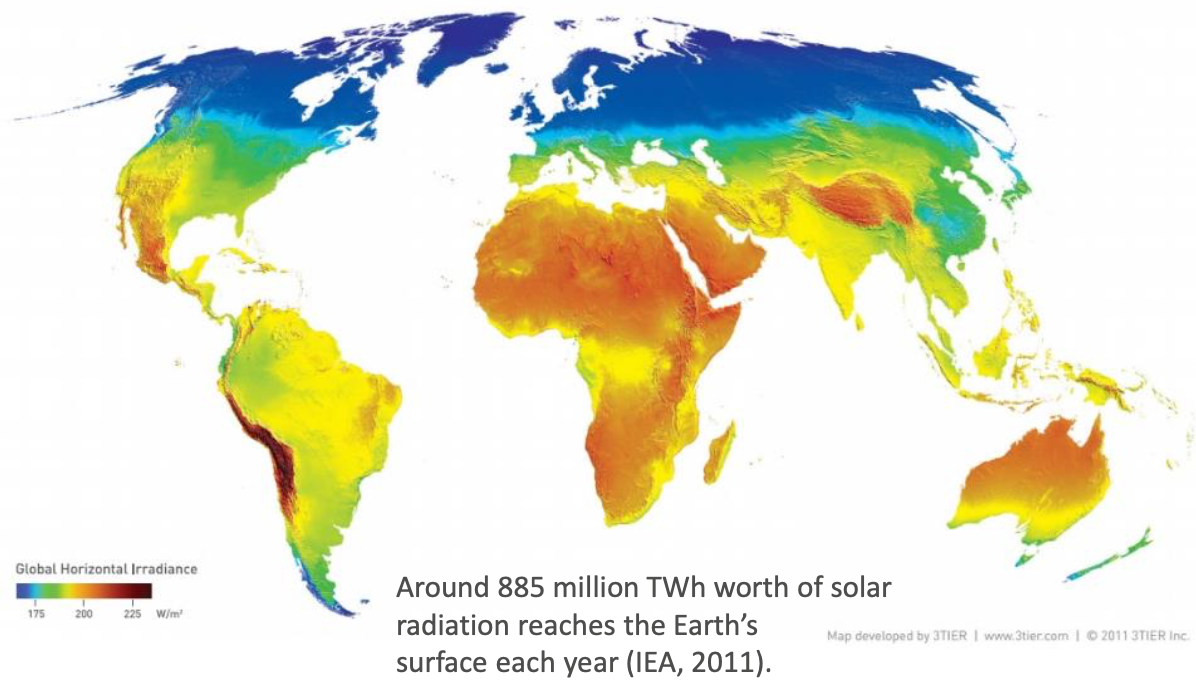 Global Horizontal Irradiance
175 200 225 W/m²
Around 885 million TWh worth of solar
radiation reaches the Earth's
surface each year (IEA, 2011).
Map developed by 3TIER | www.3tier.com | © 2011 3TIER Inc.